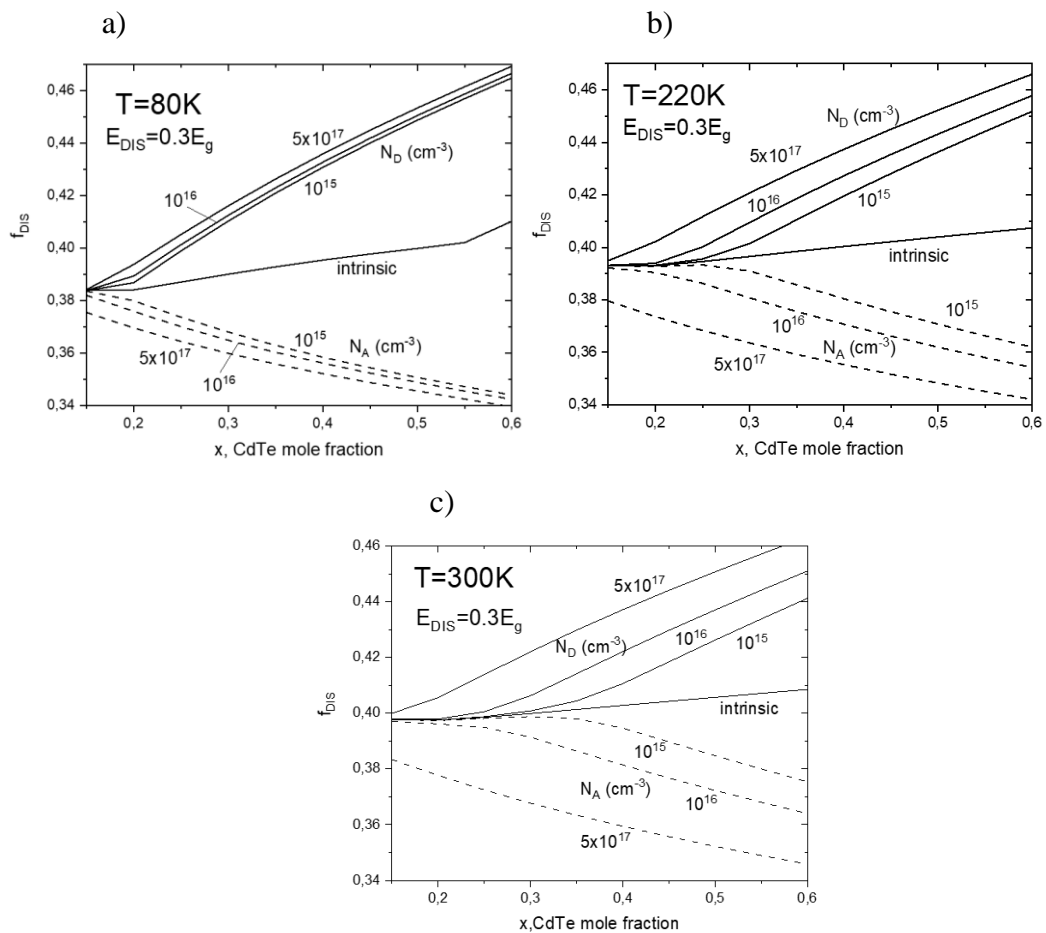 a)
T=80K
E_DIS=0.3E_g
5x10^17
N_D (cm^-3)
10^16
10^15
intrinsic
10^15
N_A (cm^-3)
10^16
5x10^17
f_DIS
0,46
0,44
0,42
0,40
0,38
0,36
0,34
0,2 0,3 0,4 0,5 0,6
x, CdTe mole fraction
b)
T=220K
E_DIS=0.3E_g
N_D (cm^-3)
5x10^17
10^16
10^15
intrinsic
10^15
10^16
N_A (cm^-3)
5x10^17
f_DIS
0,46
0,44
0,42
0,40
0,38
0,36
0,34
0,2 0,3 0,4 0,5 0,6
x, CdTe mole fraction
c)
T=300K
E_DIS=0.3E_g
5x10^17
N_D (cm^-3)
10^16
10^15
intrinsic
10^15
N_A (cm^-3)
10^16
5x10^17
f_DIS
0,46
0,44
0,42
0,40
0,38
0,36
0,34
0,2 0,3 0,4 0,5 0,6
x,CdTe mole fraction